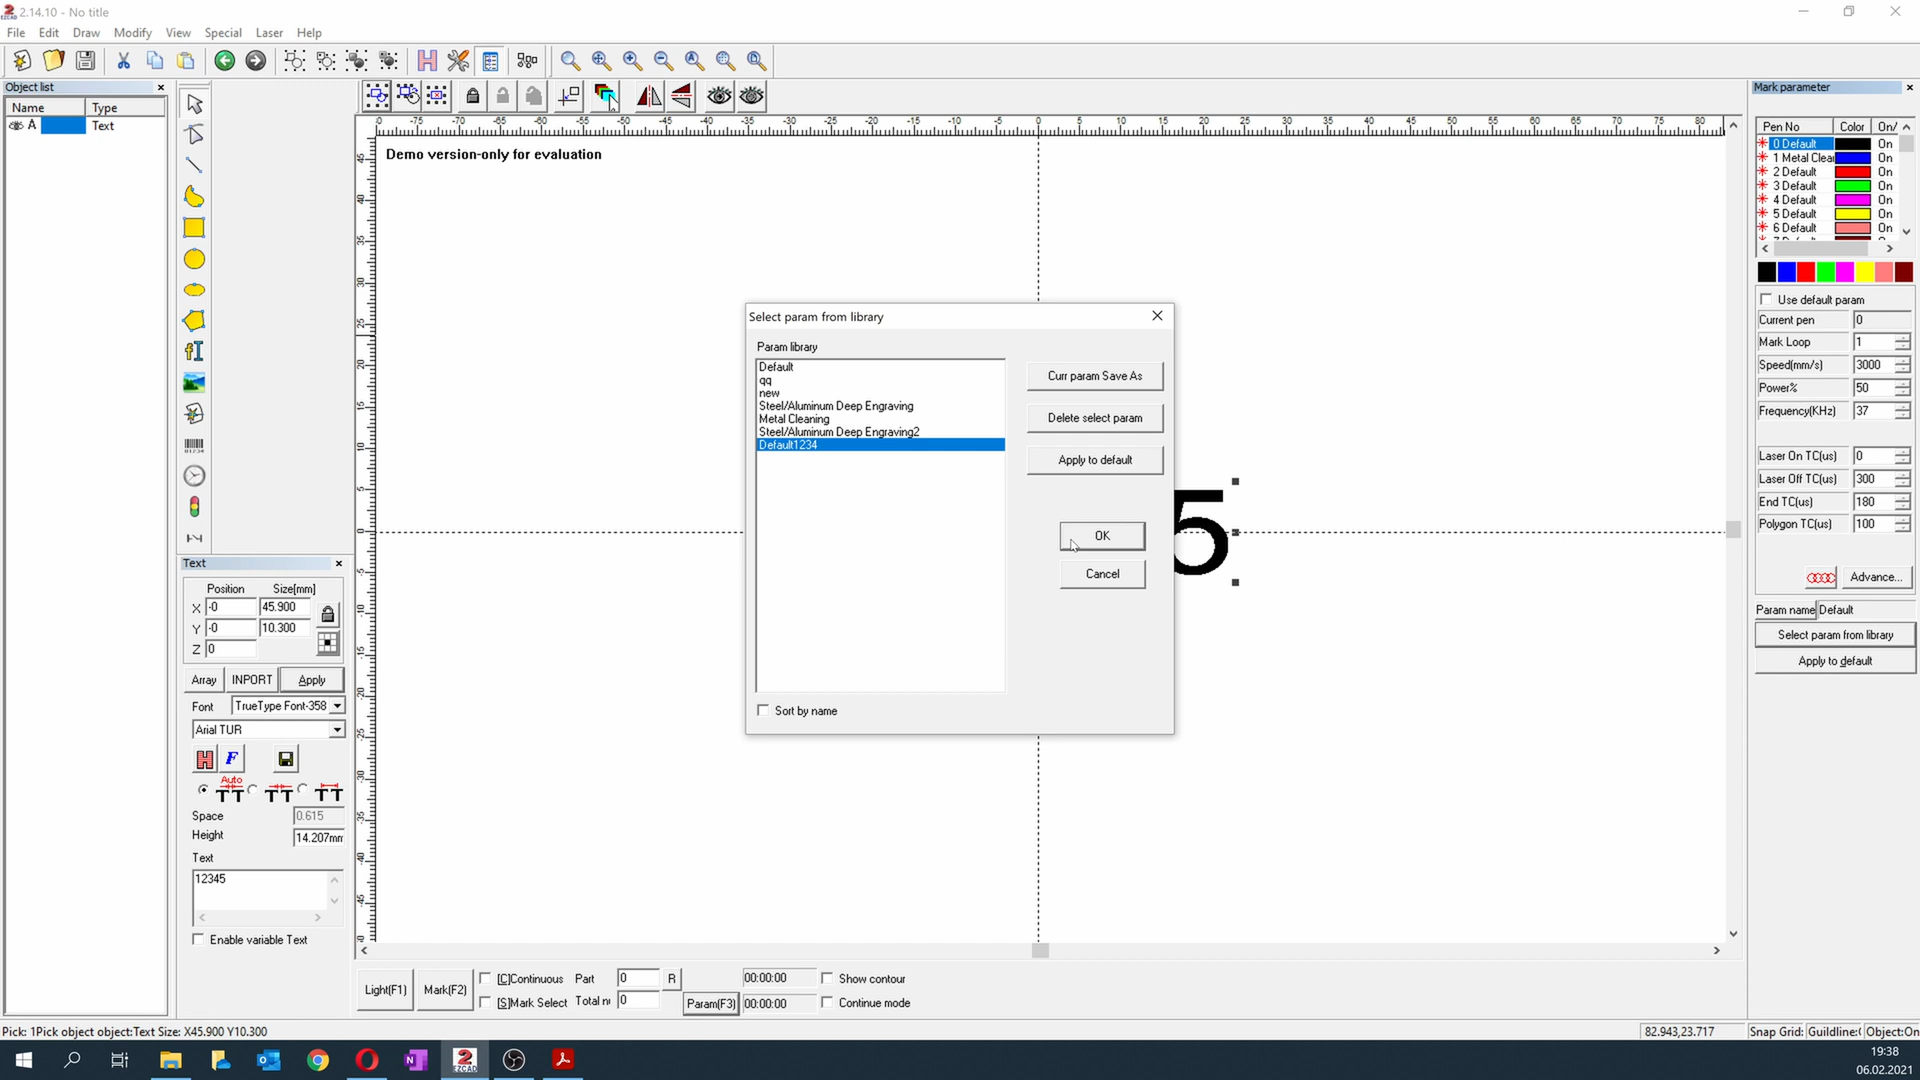 2.14.10 - No title
File Edit Draw Modify View Special Laser Help
Object list
Name Type
A Text
Demo version-only for evaluation
Select param from library
Param library
Default
qq
new
Steel/Aluminum Deep Engraving
Metal Cleaning
Steel/Aluminum Deep Engraving2
Default1234
Curr param Save As
Delete select param
Apply to default
OK
Cancel
Sort by name
5
Mark parameter
Pen No Color On/
0 Default On
1 Metal Clear On
2 Default On
3 Default On
4 Default On
5 Default On
6 Default On
Use default param
Current pen 0
Mark Loop 1
Speed(mm/s) 3000
Power% 50
Frequency(KHz) 37
Laser On TC(us) 0
Laser Off TC(us) 300
End TC(us) 180
Polygon TC(us) 100
Advance...
Param name Default
Select param from library
Apply to default
Text
Position Size[mm]
X -0 45.900
Y -0 10.300
Z 0
Array INPORT Apply
Font TrueType Font-358
Arial TUR
H F
Auto
TT TT TT
Space 0.615
Height 14.207mm
Text
12345
Enable variable Text
Light(F1) Mark(F2) [C]Continuous Part 0 R 00:00:00 Show contour
[S]Mark Select Total nu 0 Param(F3) 00:00:00 Continue mode
Pick: 1Pick object object:Text Size: X45.900 Y10.300 82.943,23.717 Snap Grid: Guildline:( Object:On
19:38
06.02.2021